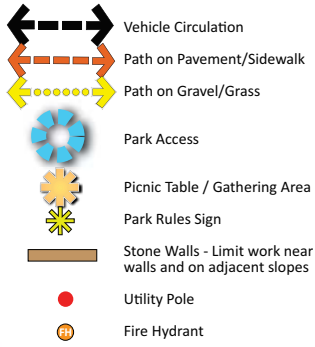 Vehicle Circulation
Path on Pavement/Sidewalk
Path on Gravel/Grass
Park Access
Picnic Table / Gathering Area
Park Rules Sign
Stone Walls - Limit work near
walls and on adjacent slopes
Utility Pole
FH Fire Hydrant